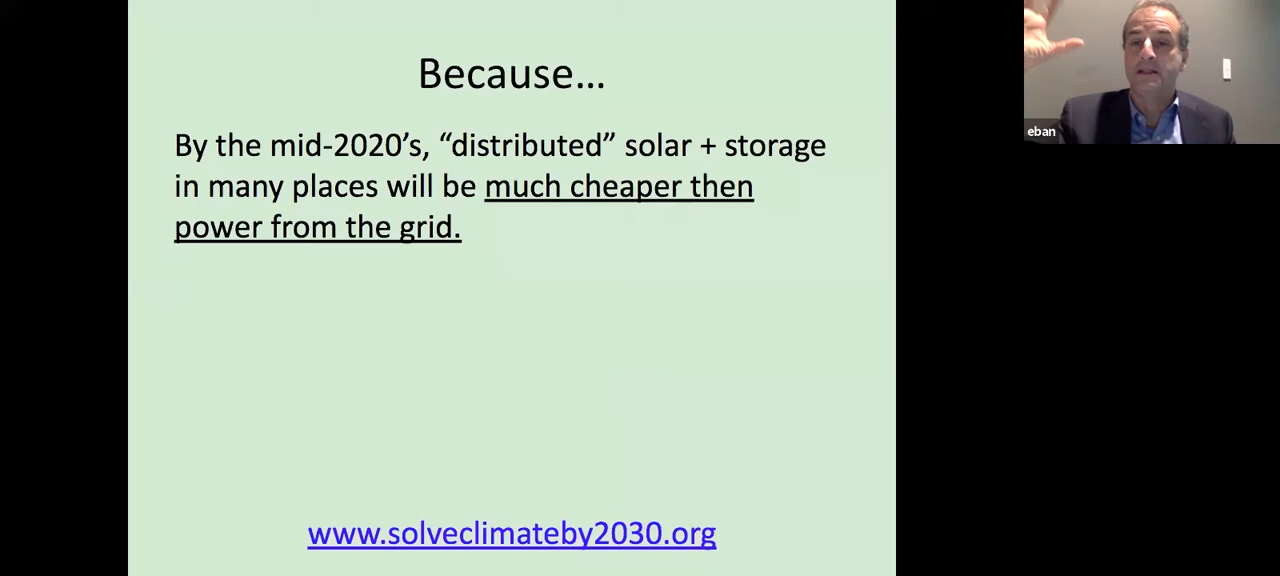 Because...
By the mid-2020’s, “distributed” solar + storage
in many places will be much cheaper then
power from the grid.
www.solveclimateby2030.org
eban